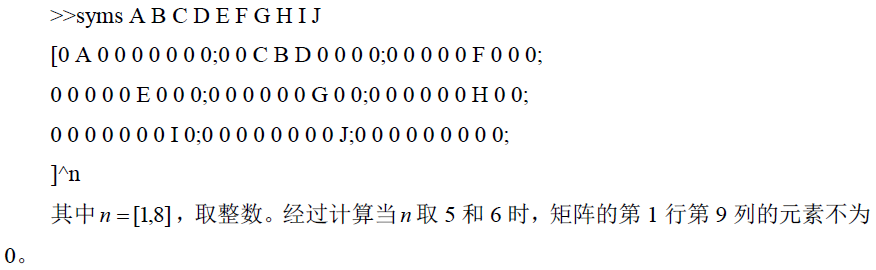 >>syms A B C D E F G H I J
[0 A 0 0 0 0 0 0 0;0 0 C B D 0 0 0 0;0 0 0 0 0 F 0 0 0;
0 0 0 0 0 E 0 0 0;0 0 0 0 0 0 G 0 0;0 0 0 0 0 0 H 0 0;
0 0 0 0 0 0 0 I 0;0 0 0 0 0 0 0 0 J;0 0 0 0 0 0 0 0 0;
]^n
其中n=[1,8]，取整数。经过计算当n取 5 和 6 时，矩阵的第 1 行第 9 列的元素不为
0。